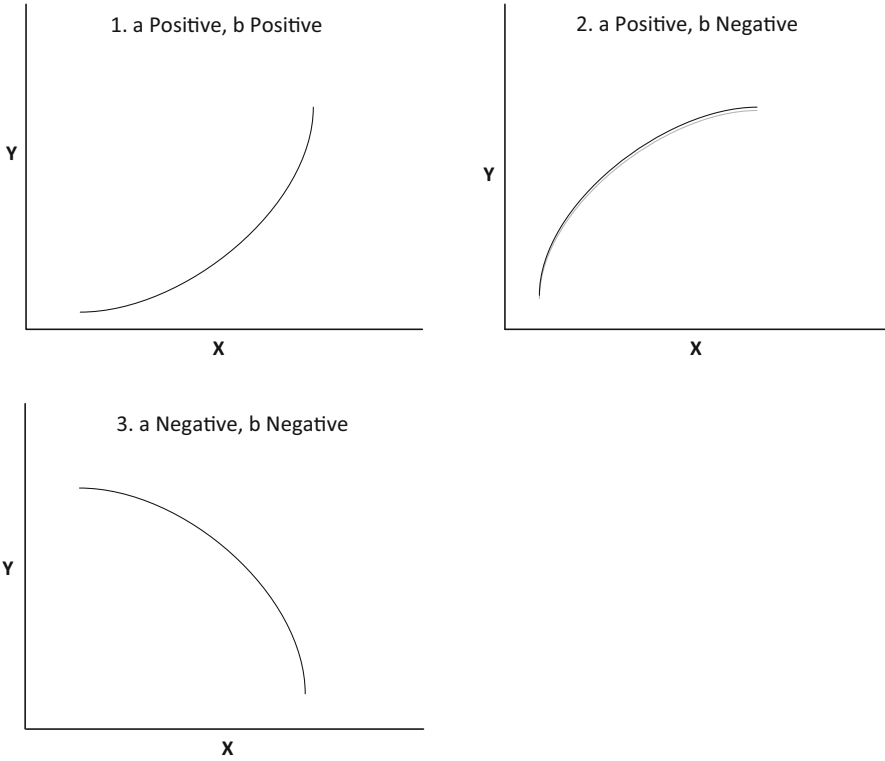 1. a Positive, b Positive
Y
X
2. a Positive, b Negative
Y
X
3. a Negative, b Negative
Y
X